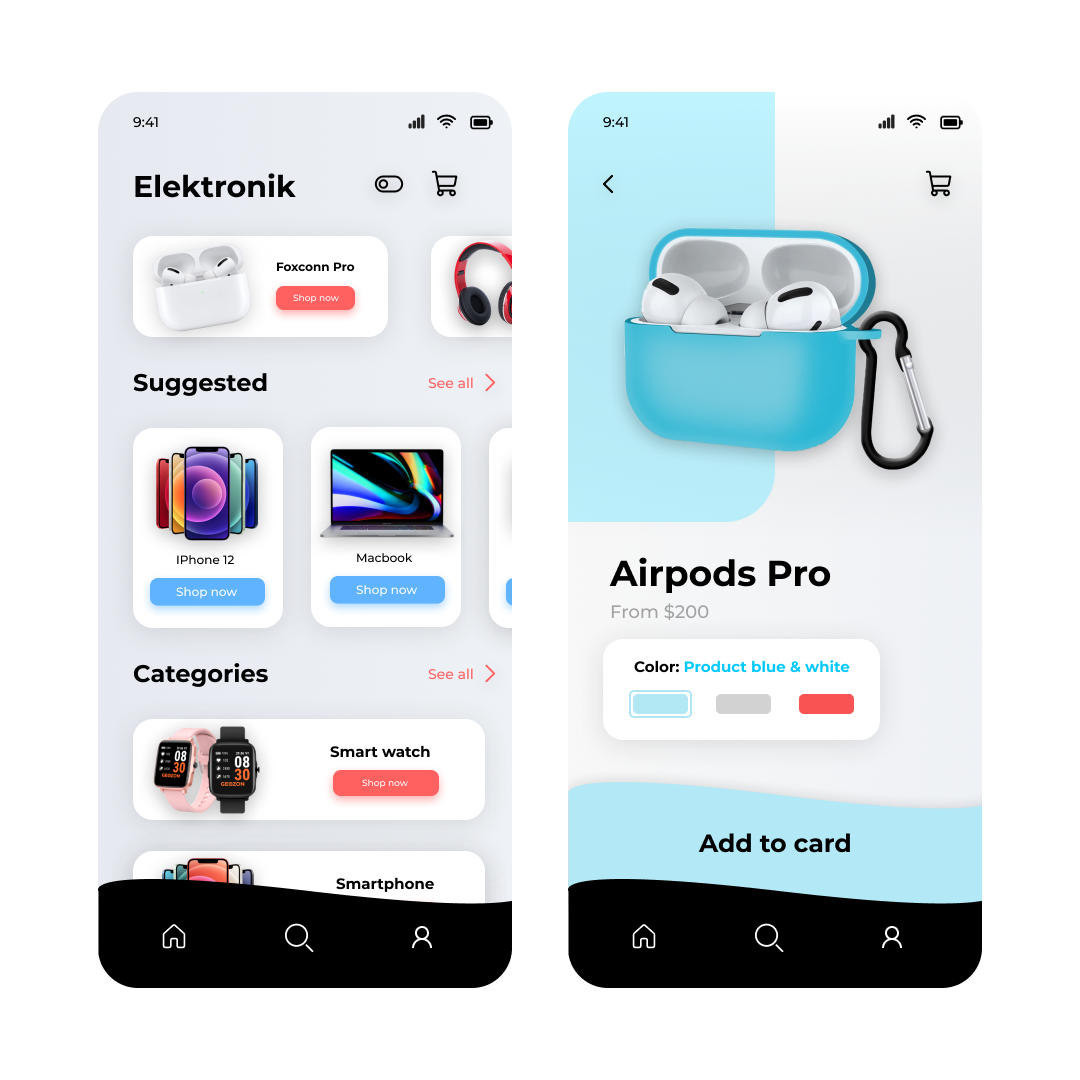 9:41
Elektronik
Foxconn Pro
Shop now
Suggested
See all
IPhone 12
Shop now
Macbook
Shop now
Categories
See all
Smart watch
Shop now
08
30
GEEZON
08
30
GEEZON
Smartphone
9:41
Airpods Pro
From $200
Color: Product blue & white
Add to card